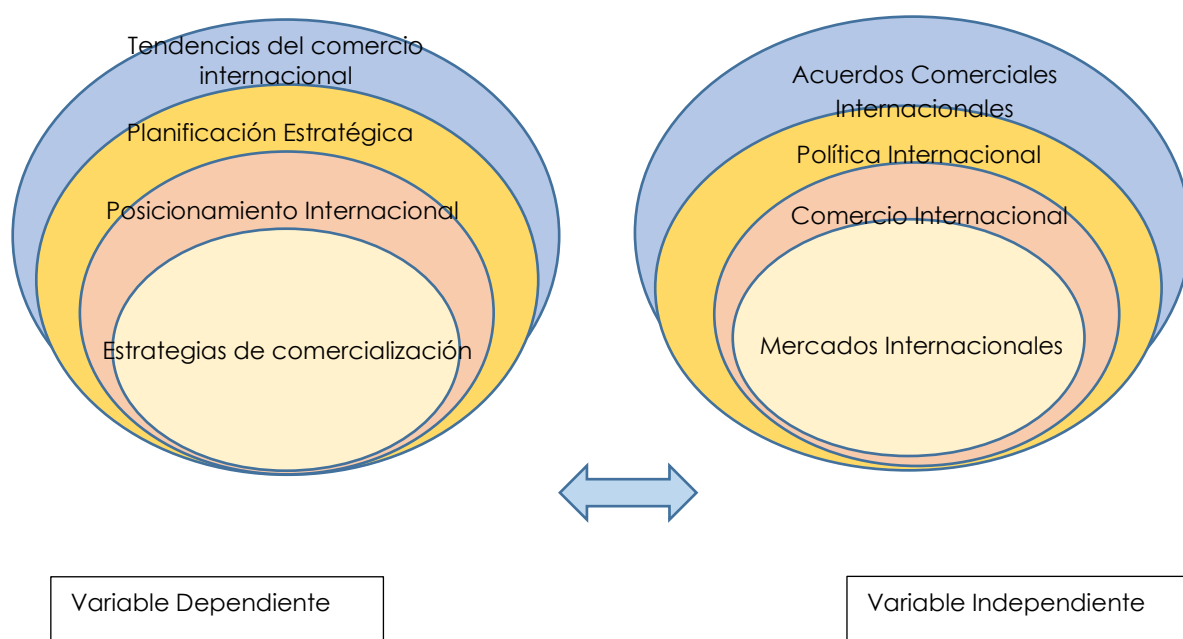 Tendencias del comercio
internacional
Planificación Estratégica
Posicionamiento Internacional
Estrategias de comercialización
Acuerdos Comerciales
Internacionales
Política Internacional
Comercio Internacional
Mercados Internacionales
Variable Dependiente
Variable Independiente